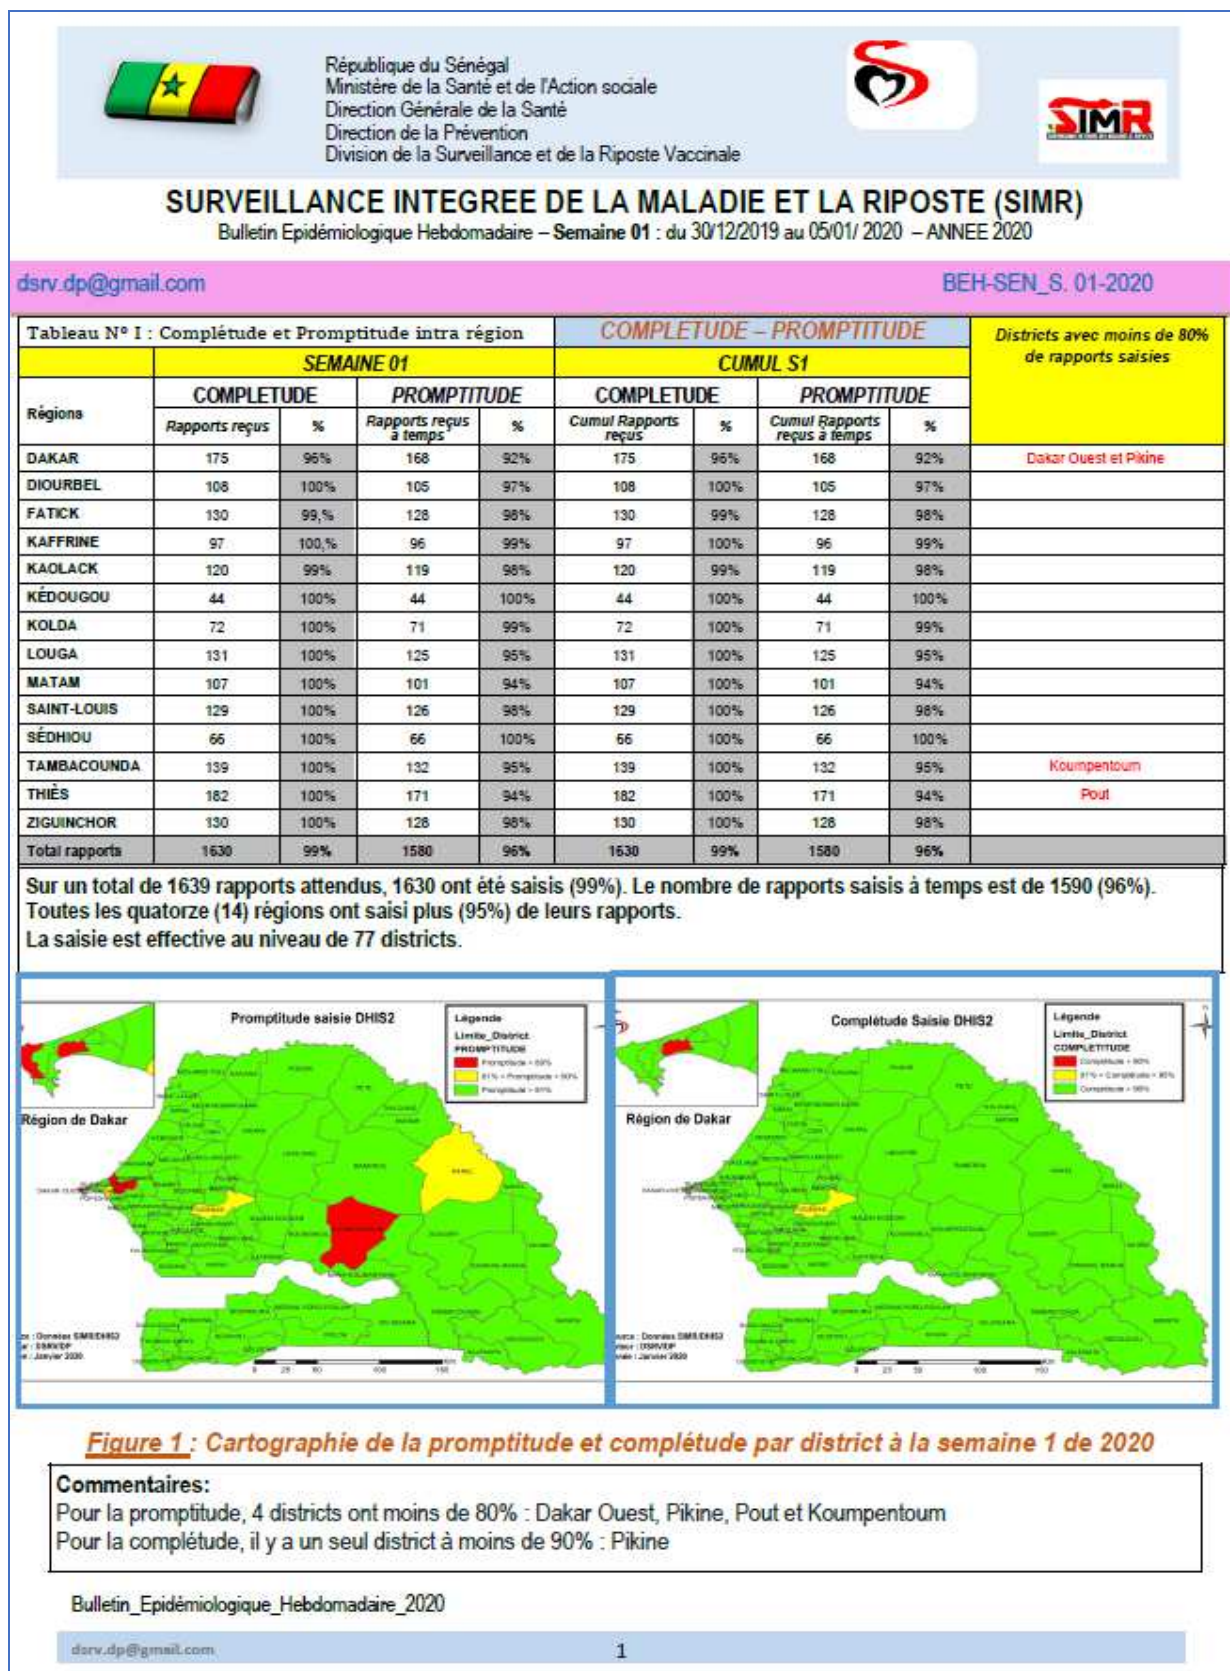 République du Sénégal
Ministère de la Santé et de l'Action sociale
Direction Générale de la Santé
Direction de la Prévention
Division de la Surveillance et de la Riposte Vaccinale
SIMR
SURVEILLANCE INTEGREE DE LA MALADIE ET LA RIPOSTE (SIMR)
Bulletin Epidémiologique Hebdomadaire – Semaine 01 : du 30/12/2019 au 05/01/ 2020 – ANNEE 2020
dsrv.dp@gmail.com BEH-SEN_S. 01-2020
Tableau N° I : Complétude et Promptitude intra région COMPLETUDE – PROMPTITUDE Districts avec moins de 80% de rapports saisies
SEMAINE 01 CUMUL S1
Régions COMPLETUDE PROMPTITUDE COMPLETUDE PROMPTITUDE
Rapports reçus % Rapports reçus à temps % Cumul Rapports reçus % Cumul Rapports reçus à temps %
DAKAR 175 96% 168 92% 175 96% 168 92% Dakar Ouest et Pikine
DIOURBEL 108 100% 105 97% 108 100% 105 97%
FATICK 130 99,% 128 98% 130 99% 128 98%
KAFFRINE 97 100,% 96 99% 97 100% 96 99%
KAOLACK 120 99% 119 98% 120 99% 119 98%
KÉDOUGOU 44 100% 44 100% 44 100% 44 100%
KOLDA 72 100% 71 99% 72 100% 71 99%
LOUGA 131 100% 125 95% 131 100% 125 95%
MATAM 107 100% 101 94% 107 100% 101 94%
SAINT-LOUIS 129 100% 126 98% 129 100% 126 98%
SÉDHIOU 66 100% 66 100% 66 100% 66 100%
TAMBACOUNDA 139 100% 132 95% 139 100% 132 95% Koumpentoum
THIÈS 182 100% 171 94% 182 100% 171 94% Pout
ZIGUINCHOR 130 100% 128 98% 130 100% 128 98%
Total rapports 1630 99% 1580 96% 1630 99% 1580 96%
Sur un total de 1639 rapports attendus, 1630 ont été saisis (99%). Le nombre de rapports saisis à temps est de 1590 (96%).
Toutes les quatorze (14) régions ont saisi plus (95%) de leurs rapports.
La saisie est effective au niveau de 77 districts.
Promptitude saisie DHIS2
Légende
Limite_District
PROMPTITUDE
Région de Dakar
Complétude Saisie DHIS2
Légende
Limite_District
COMPLETITUDE
Région de Dakar
Figure 1 : Cartographie de la promptitude et complétude par district à la semaine 1 de 2020
Commentaires:
Pour la promptitude, 4 districts ont moins de 80% : Dakar Ouest, Pikine, Pout et Koumpentoum
Pour la complétude, il y a un seul district à moins de 90% : Pikine
Bulletin_Epidémiologique_Hebdomadaire_2020
dsrv.dp@gmail.com 1